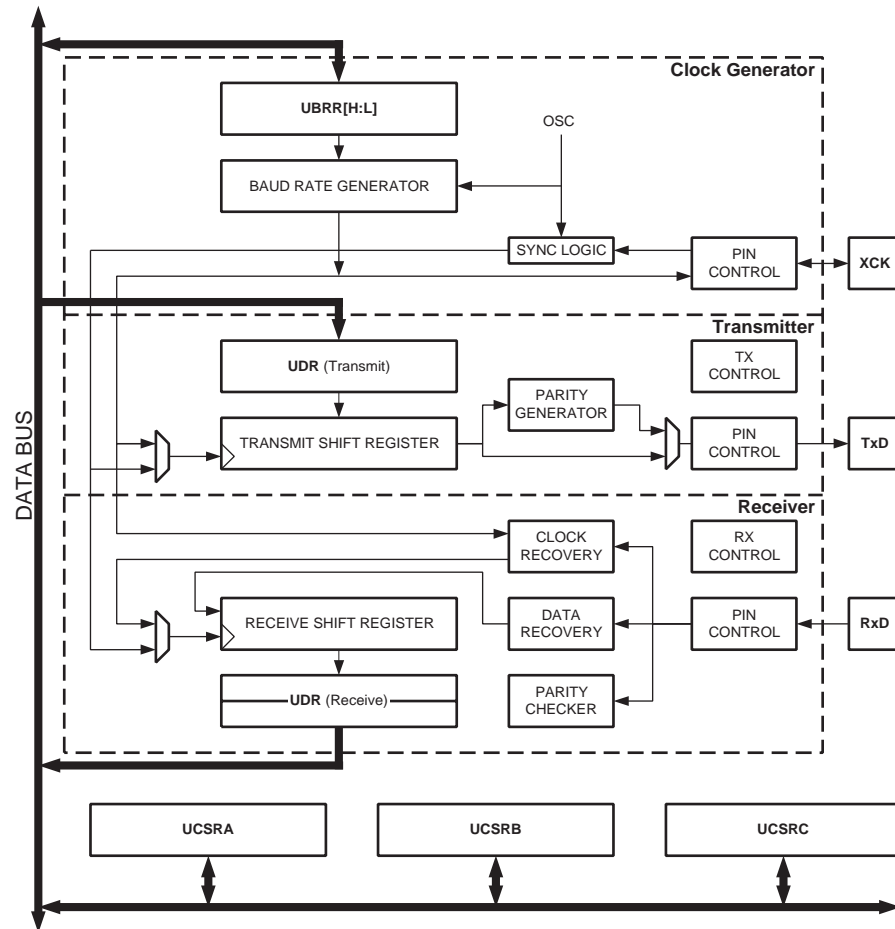 Clock Generator
UBRR[H:L]
OSC
BAUD RATE GENERATOR
SYNC LOGIC
PIN
CONTROL
XCK
Transmitter
UDR (Transmit)
TX
CONTROL
PARITY
GENERATOR
TRANSMIT SHIFT REGISTER
PIN
CONTROL
TxD
DATA BUS
Receiver
CLOCK
RECOVERY
RX
CONTROL
RECEIVE SHIFT REGISTER
DATA
RECOVERY
PIN
CONTROL
RxD
UDR (Receive)
PARITY
CHECKER
UCSRA
UCSRB
UCSRC